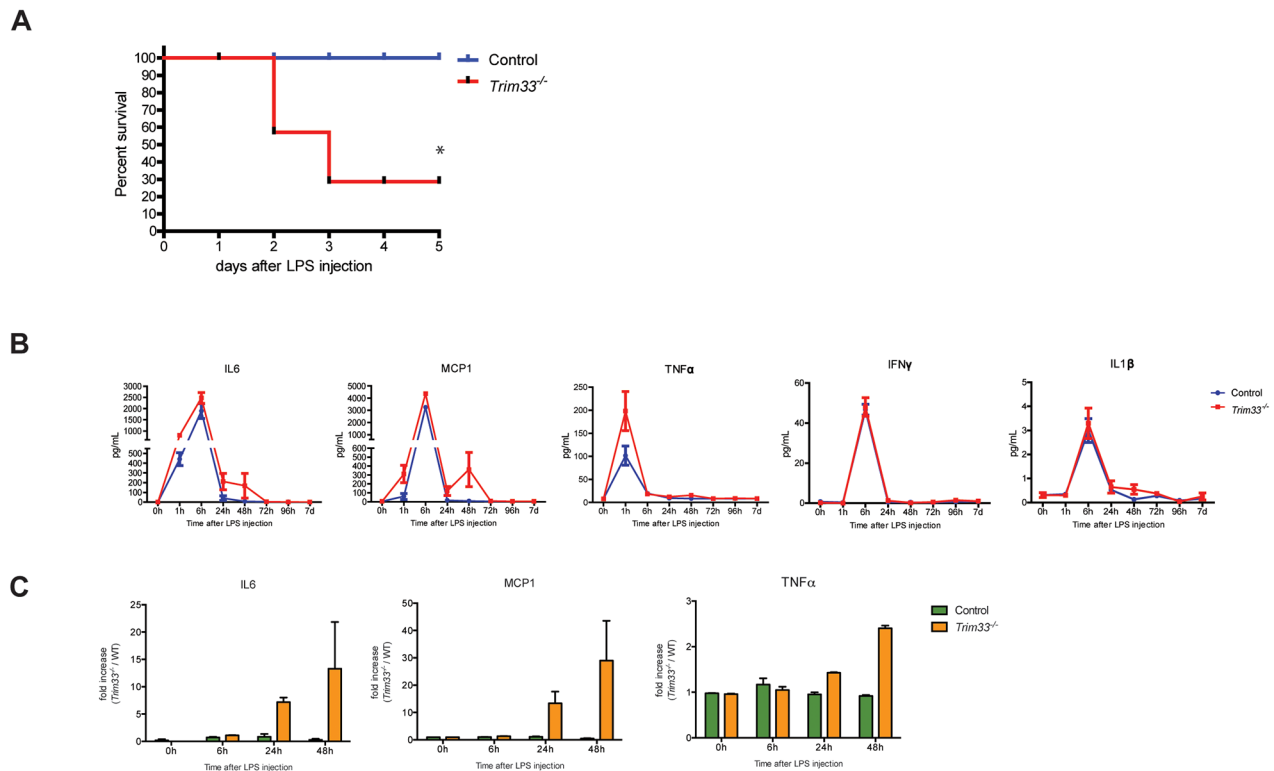 A
Percent survival
100
90
80
70
60
50
40
30
20
10
0
0 1 2 3 4 5
days after LPS injection
Control
Trim33-/-
*
B
IL6
pg/mL
3000
2500
2000
1500
1000
500
400
300
200
100
0
0h 1h 6h 24h 48h 72h 96h 7d
Time after LPS injection
MCP1
pg/mL
5000
4000
3000
2000
1000
600
500
400
300
200
100
0
0h 1h 6h 24h 48h 72h 96h 7d
Time after LPS injection
TNFα
pg/mL
250
200
150
100
50
0
0h 1h 6h 24h 48h 72h 96h 7d
Time after LPS injection
IFNγ
pg/mL
60
40
20
0
0h 1h 6h 24h 48h 72h 96h 7d
Time after LPS injection
IL1β
pg/mL
5
4
3
2
1
0
0h 1h 6h 24h 48h 72h 96h 7d
Time after LPS injection
Control
Trim33-/-
C
IL6
fold increase
(Trim33-/- / WT)
25
20
15
10
5
0
0h 6h 24h 48h
Time after LPS injection
MCP1
fold increase
(Trim33-/- / WT)
50
40
30
20
10
0
0h 6h 24h 48h
Time after LPS injection
TNFα
fold increase
(Trim33-/- / WT)
3
2
1
0
0h 6h 24h 48h
Time after LPS injection
Control
Trim33-/-